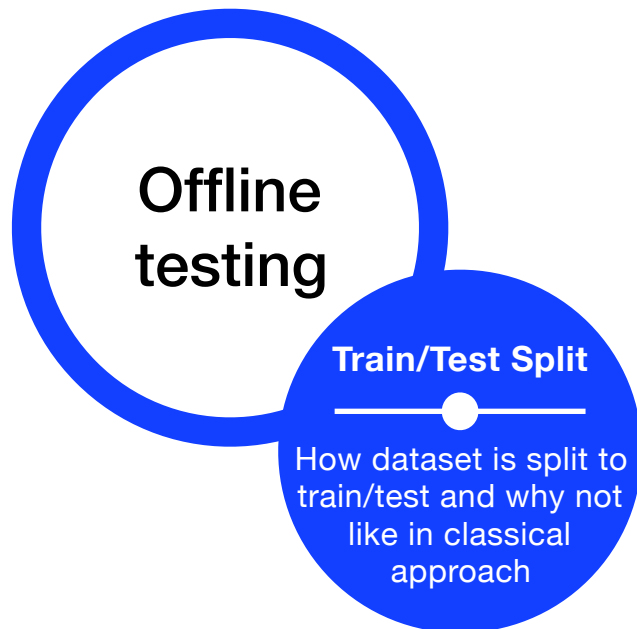 Offline
testing
Train/Test Split
How dataset is split to
train/test and why not
like in classical
approach